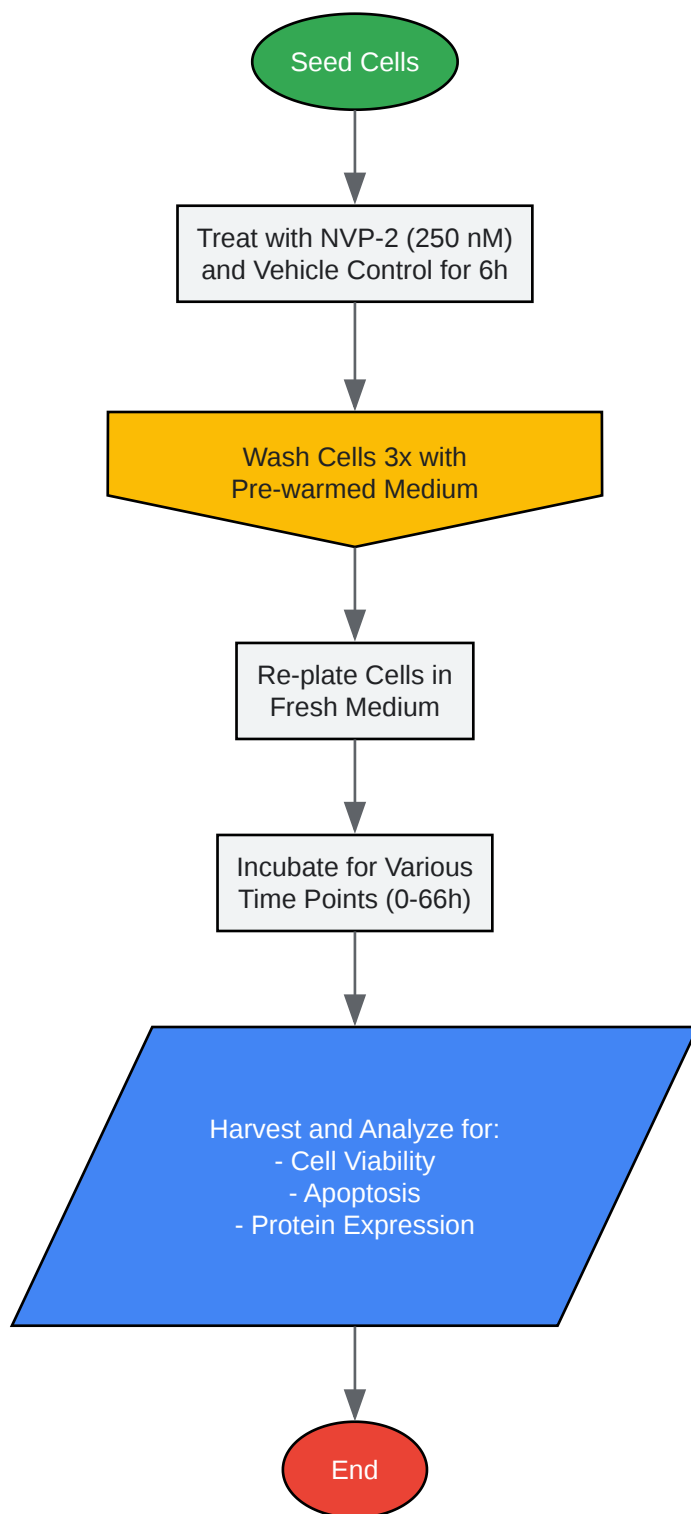 Seed Cells
Treat with NVP-2 (250 nM)
and Vehicle Control for 6h
Wash Cells 3x with
Pre-warmed Medium
Re-plate Cells in
Fresh Medium
Incubate for Various
Time Points (0-66h)
Harvest and Analyze for:
- Cell Viability
- Apoptosis
- Protein Expression
End